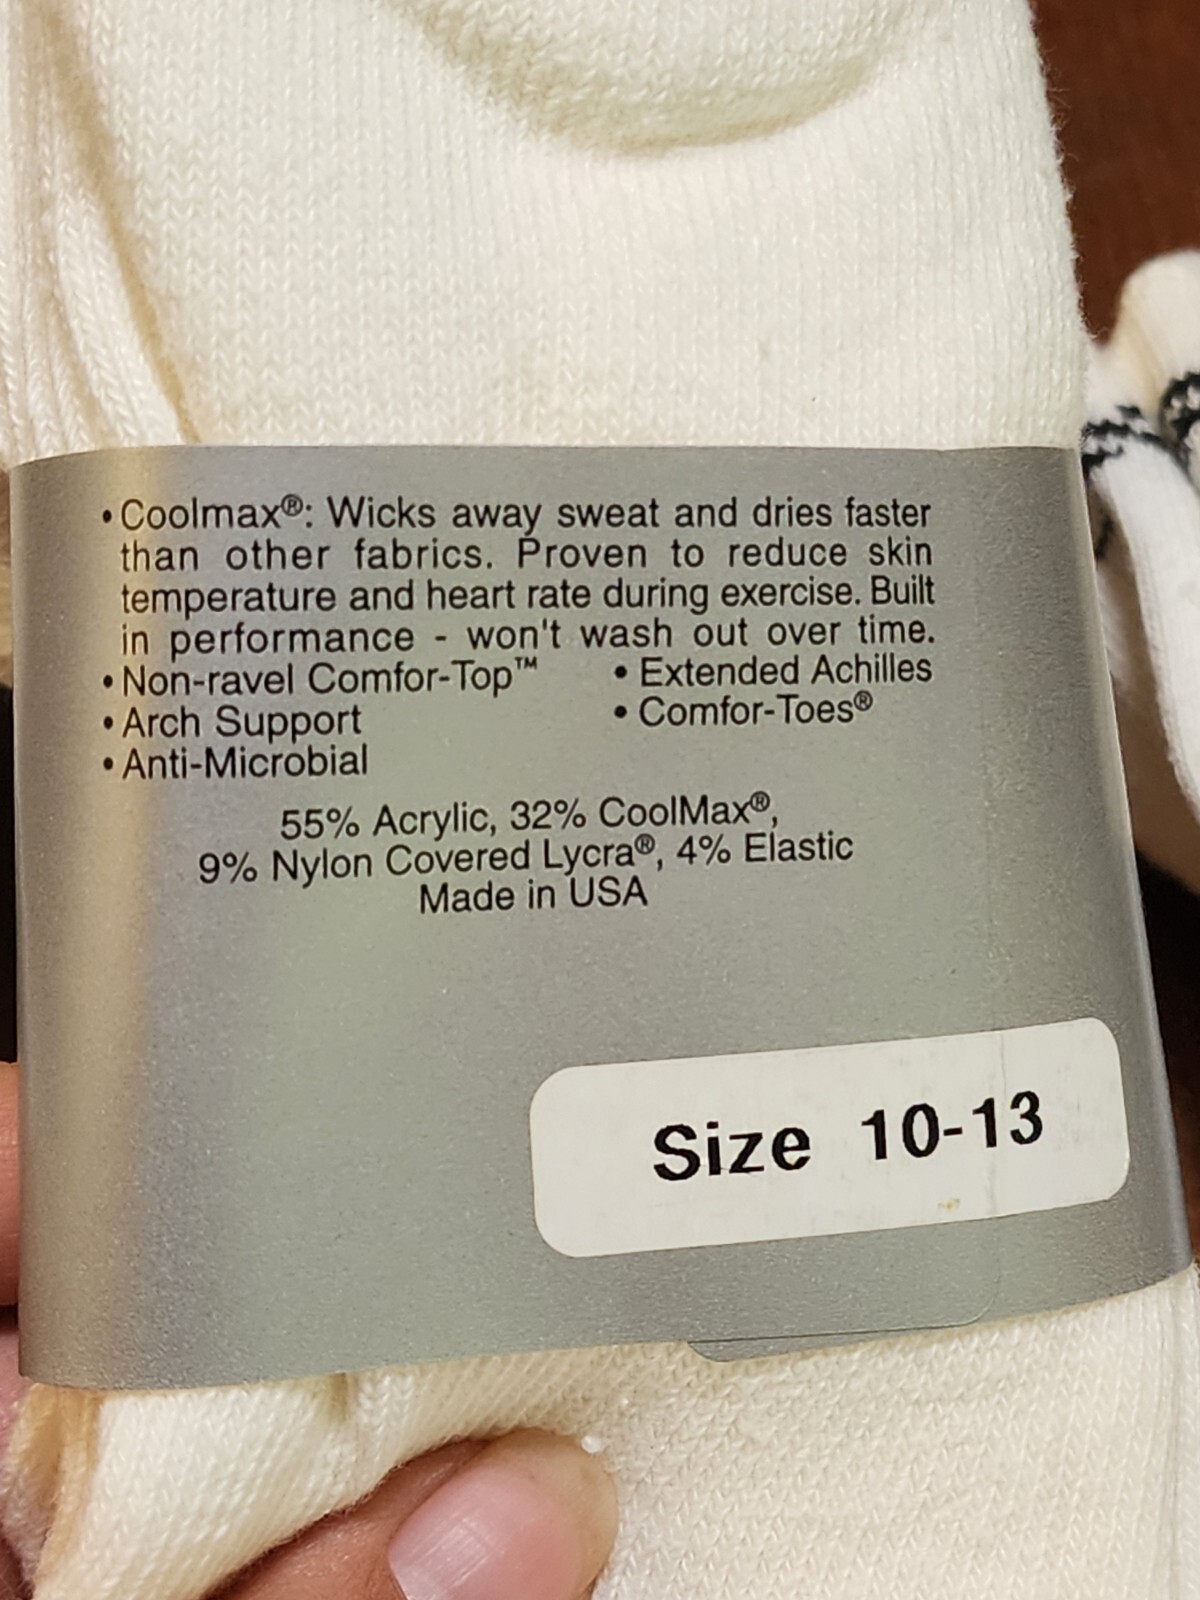 • Coolmax®: Wicks away sweat and dries faster
than other fabrics. Proven to reduce skin
temperature and heart rate during exercise. Built
in performance - won't wash out over time.
• Non-ravel Comfor-Top™ • Extended Achilles
• Arch Support • Comfor-Toes®
• Anti-Microbial
55% Acrylic, 32% CoolMax®,
9% Nylon Covered Lycra®, 4% Elastic
Made in USA
Size 10-13